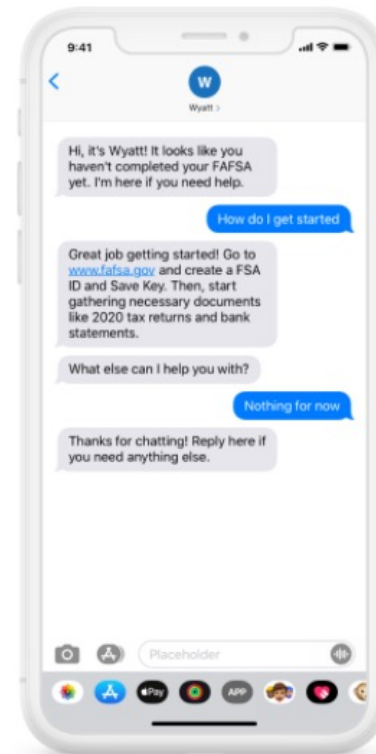 9:41
W
Wyatt >
Hi, it's Wyatt! It looks like you
haven't completed your FAFSA
yet. I'm here if you need help.
How do I get started
Great job getting started! Go to
www.fafsa.gov and create a FSA
ID and Save Key. Then, start
gathering necessary documents
like 2020 tax returns and bank
statements.
What else can I help you with?
Nothing for now
Thanks for chatting! Reply here if
you need anything else.
Placeholder
Pay
APP